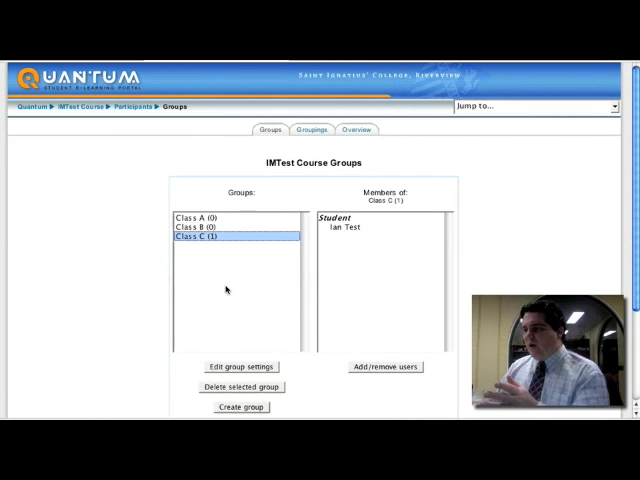 QUANTUM
STUDENT E-LEARNING PORTAL
SAINT IGNATIUS' COLLEGE, RIVERVIEW
Quantum ► IMTest Course ► Participants ► Groups
Jump to...
Groups
Groupings
Overview
IMTest Course Groups
Groups:
Members of:
Class C (1)
Class A (0)
Class B (0)
Class C (1)
Student
Ian Test
Edit group settings
Add/remove users
Delete selected group
Create group